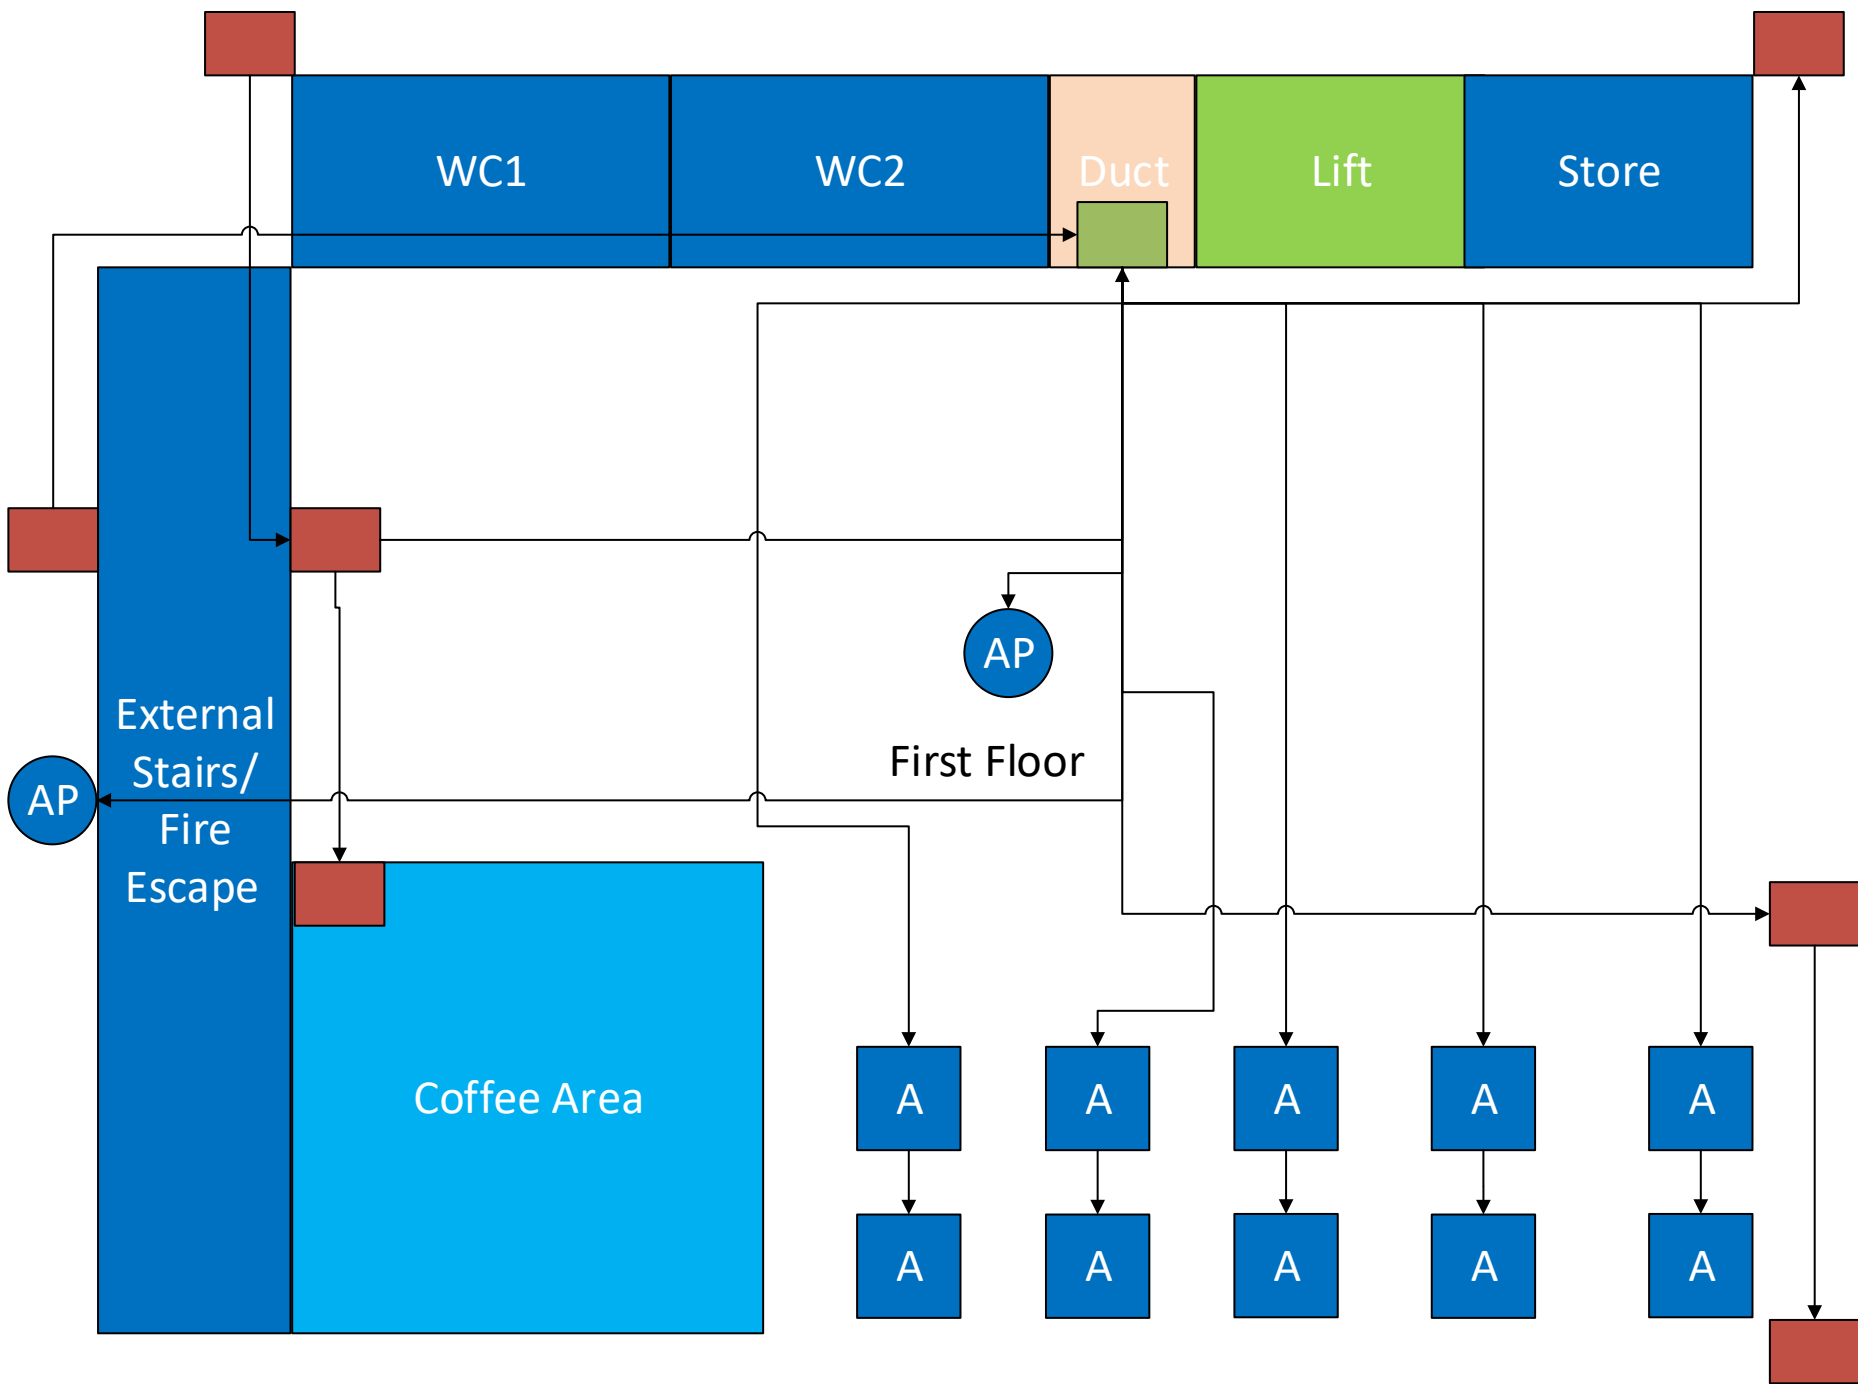 WC1
WC2
Duct
Lift
Store
AP
First Floor
External
Stairs/
Fire
Escape
AP
Coffee Area
A
A
A
A
A
A
A
A
A
A